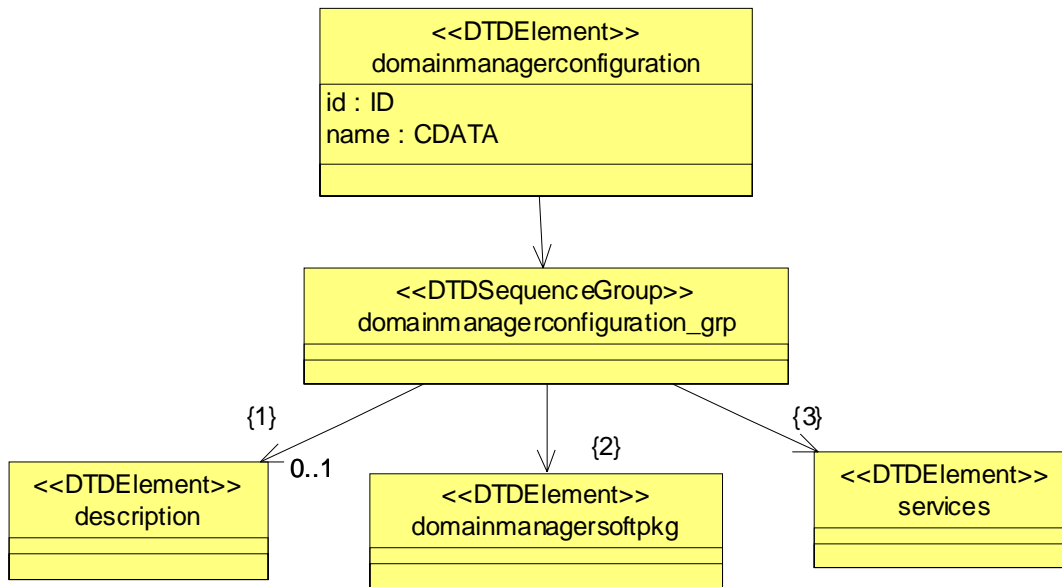 <<DTDElement>>
domainmanagerconfiguration
id : ID
name : CDATA
<<DTDSequenceGroup>>
domainmanagerconfiguration_grp
{1}
{2}
{3}
0..1
<<DTDElement>>
description
<<DTDElement>>
domainmanagersoftpkg
<<DTDElement>>
services